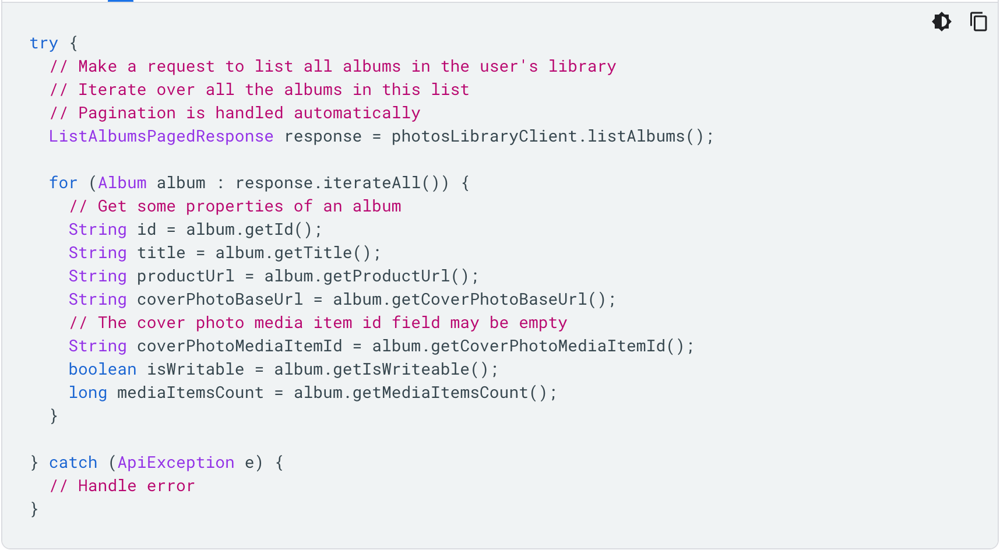 try {
  // Make a request to list all albums in the user's library
  // Iterate over all the albums in this list
  // Pagination is handled automatically
  ListAlbumsPagedResponse response = photosLibraryClient.listAlbums();

  for (Album album : response.iterateAll()) {
    // Get some properties of an album
    String id = album.getId();
    String title = album.getTitle();
    String productUrl = album.getProductUrl();
    String coverPhotoBaseUrl = album.getCoverPhotoBaseUrl();
    // The cover photo media item id field may be empty
    String coverPhotoMediaItemId = album.getCoverPhotoMediaItemId();
    boolean isWritable = album.getIsWriteable();
    long mediaItemsCount = album.getMediaItemsCount();
  }

} catch (ApiException e) {
  // Handle error
}